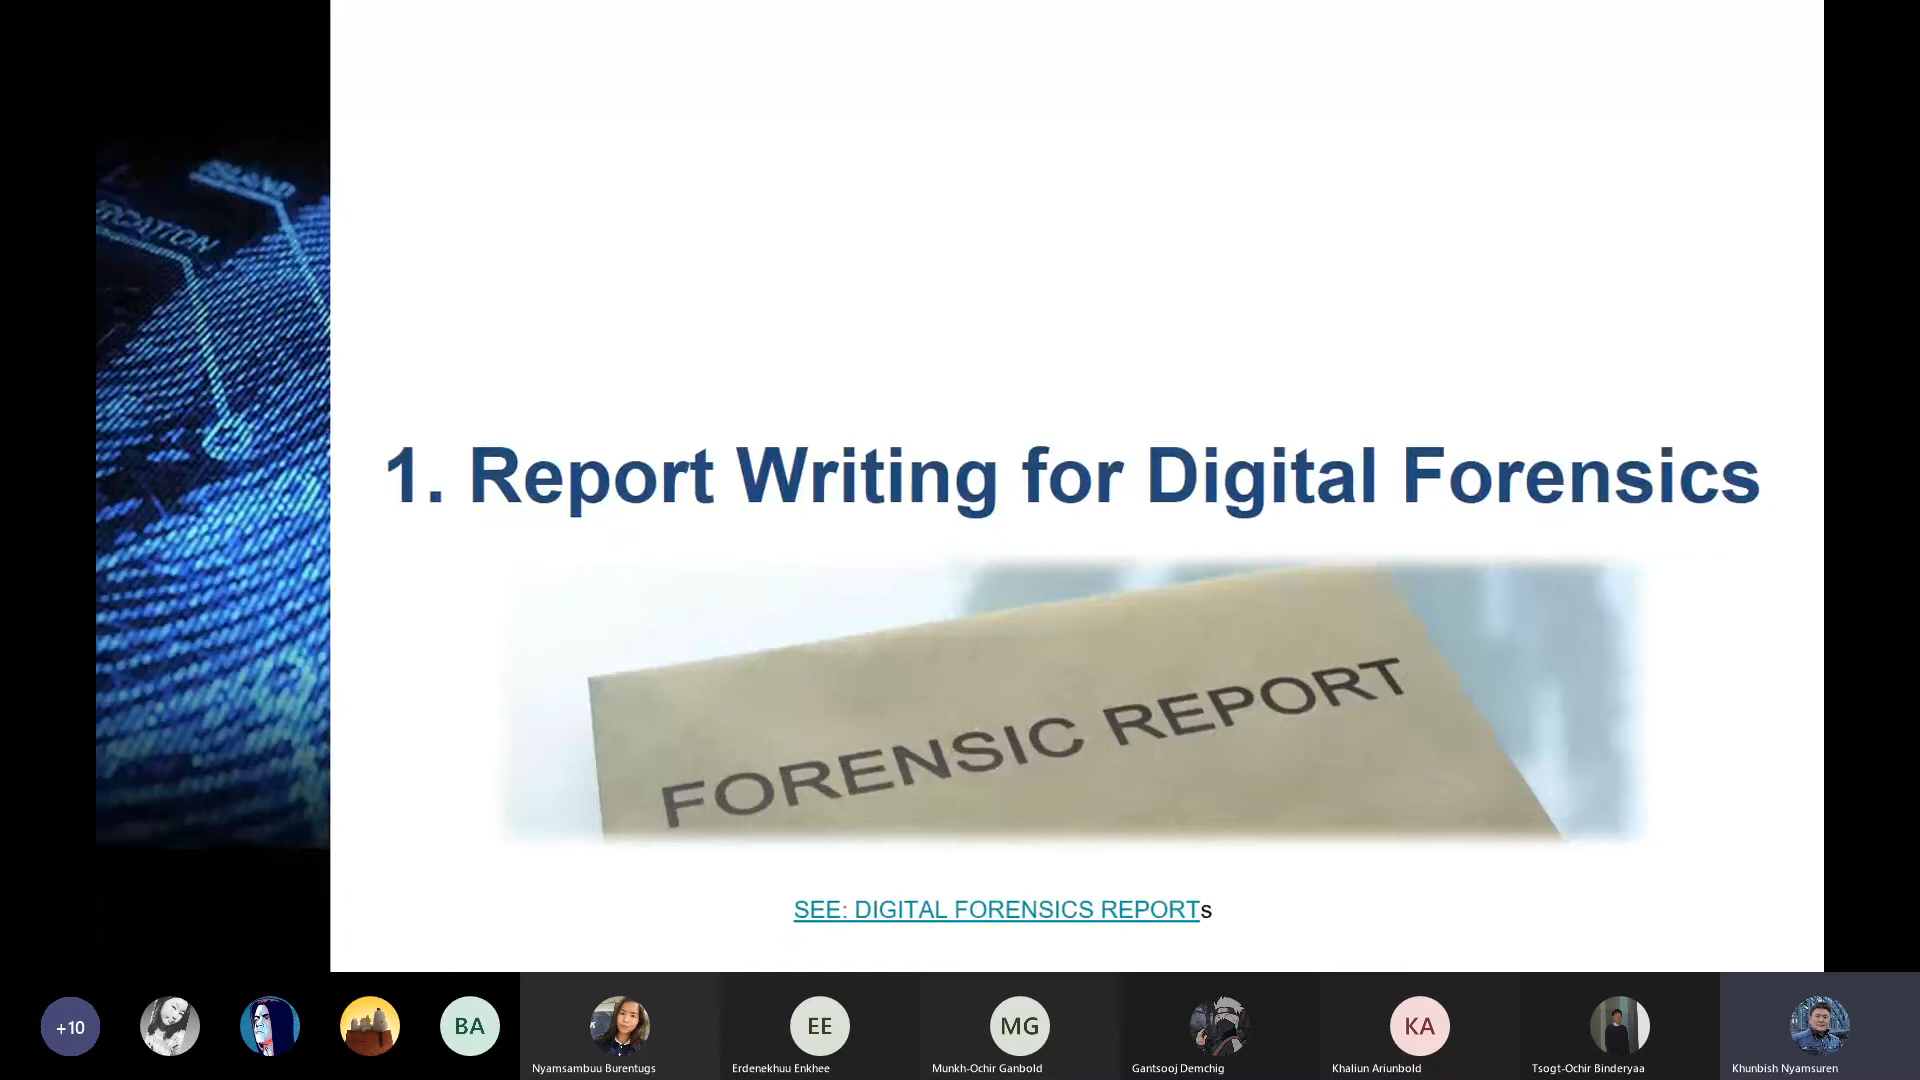 ISLAND
1. Report Writing for Digital Forensics
FORENSIC REPORT
SEE: DIGITAL FORENSICS REPORTs
+10
BA
EE
MG
KA
Nyamsambuu Burentugs
Erdenekhuu Enkhee
Munkh-Ochir Ganbold
Gantsooj Demchig
Khaliun Ariunbold
Tsogt-Ochir Binderyaa
Khunbish Nyamsuren